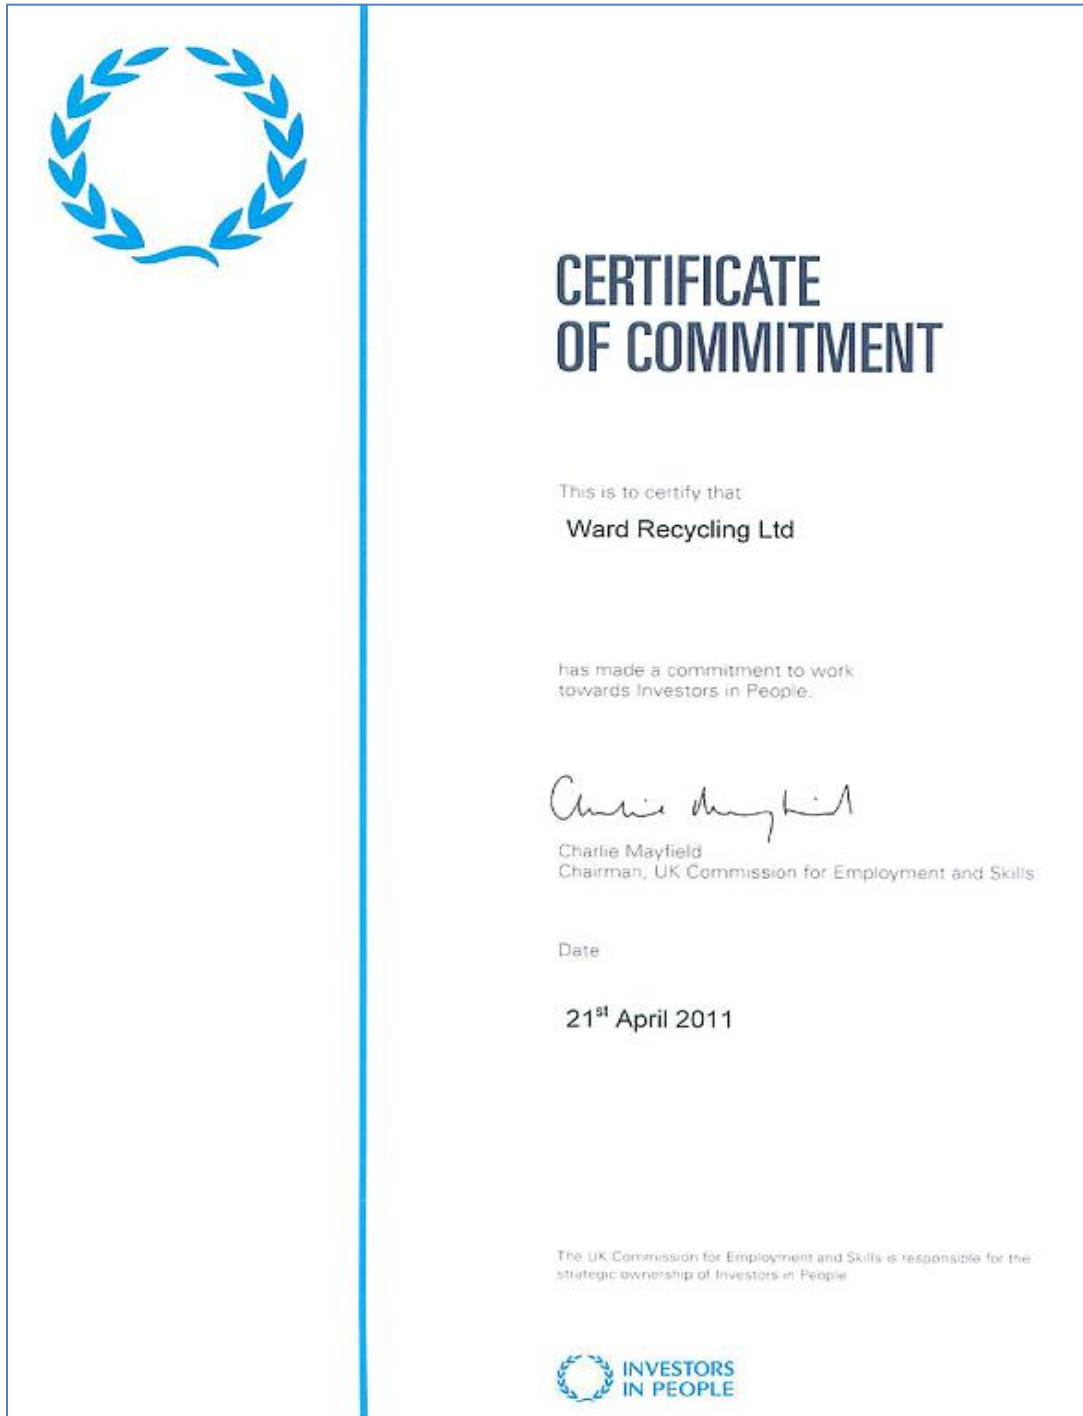 CERTIFICATE
OF COMMITMENT
This is to certify that
Ward Recycling Ltd
has made a commitment to work
towards Investors in People.
Charlie Mayfield
Charlie Mayfield
Chairman, UK Commission for Employment and Skills
Date
21st April 2011
The UK Commission for Employment and Skills is responsible for the
strategic ownership of Investors in People
INVESTORS
IN PEOPLE